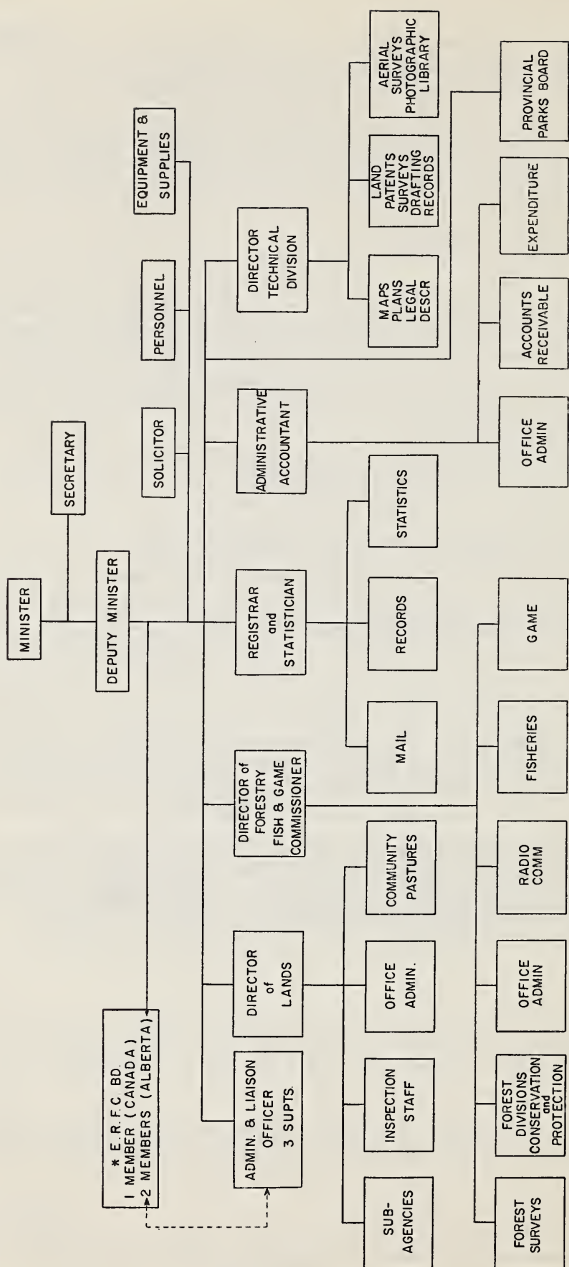 MINISTER
SECRETARY
DEPUTY MINISTER
* E.R.F.C BD.
1 MEMBER (CANADA)
2 MEMBERS (ALBERTA)
SOLICITOR
PERSONNEL
EQUIPMENT &
SUPPLIES
ADMIN. & LIAISON
OFFICER
3 SUPTS.
DIRECTOR
of
LANDS
DIRECTOR of
FORESTRY
FISH & GAME
COMMISSIONER
REGISTRAR
and
STATISTICIAN
ADMINISTRATIVE
ACCOUNTANT
DIRECTOR
TECHNICAL
DIVISION
SUB-
AGENCIES
INSPECTION
STAFF
OFFICE
ADMIN.
COMMUNITY
PASTURES
MAIL
RECORDS
STATISTICS
MAPS
PLANS
LEGAL
DESCR
LAND
PATENTS
SURVEYS
DRAFTING
RECORDS
AERIAL
SURVEYS
PHOTOGRAPHIC
LIBRARY
FOREST
SURVEYS
FOREST
DIVISIONS
CONSERVATION
and
PROTECTION
OFFICE
ADMIN
RADIO
COMM
FISHERIES
GAME
OFFICE
ADMIN
ACCOUNTS
RECEIVABLE
EXPENDITURE
PROVINCIAL
PARKS BOARD